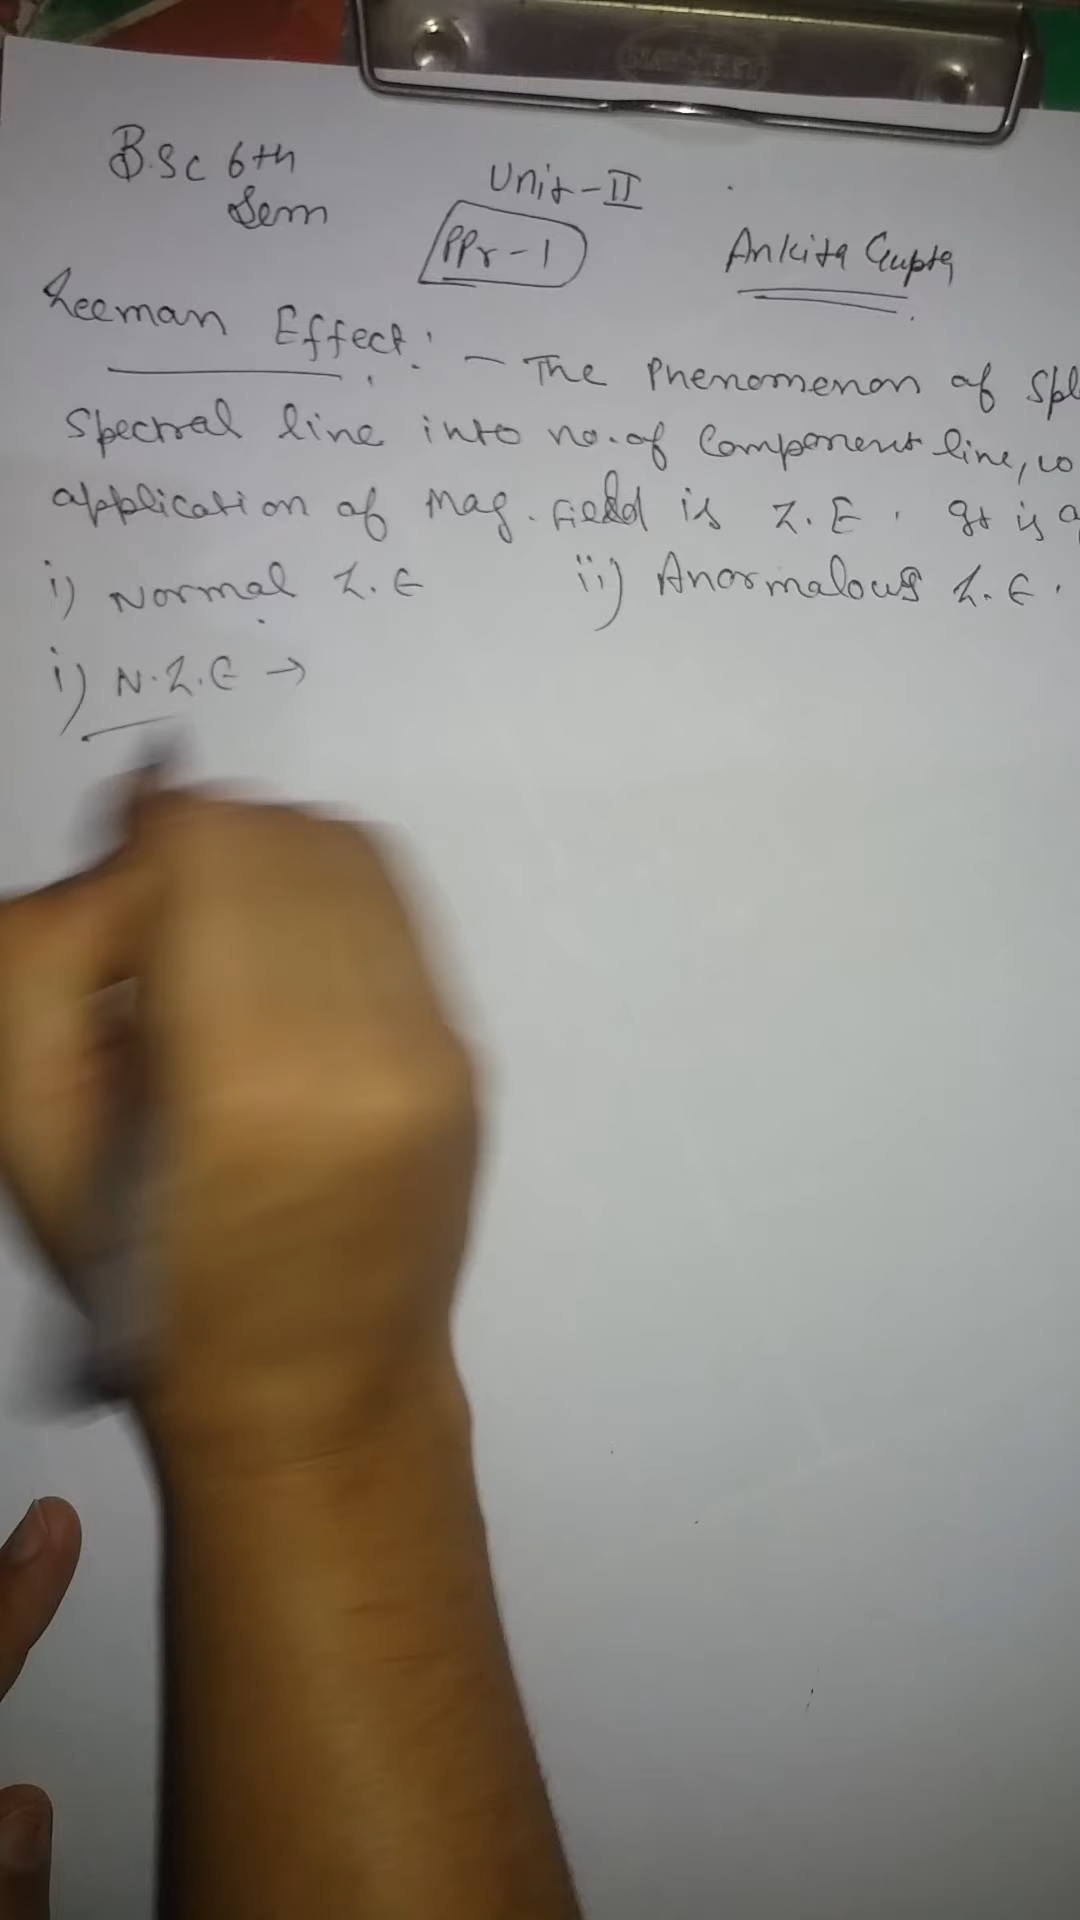 B.Sc 6th
Sem
Unit-II
PPr-1
Ankita Gupta
Zeeman Effect: - The Phenomenon of Spl
Spectral line into no. of Component line, 
application of Mag. Field is Z.E. It is a
i) Normal Z.E ii) Anormalous Z.E.
i) N.Z.E →